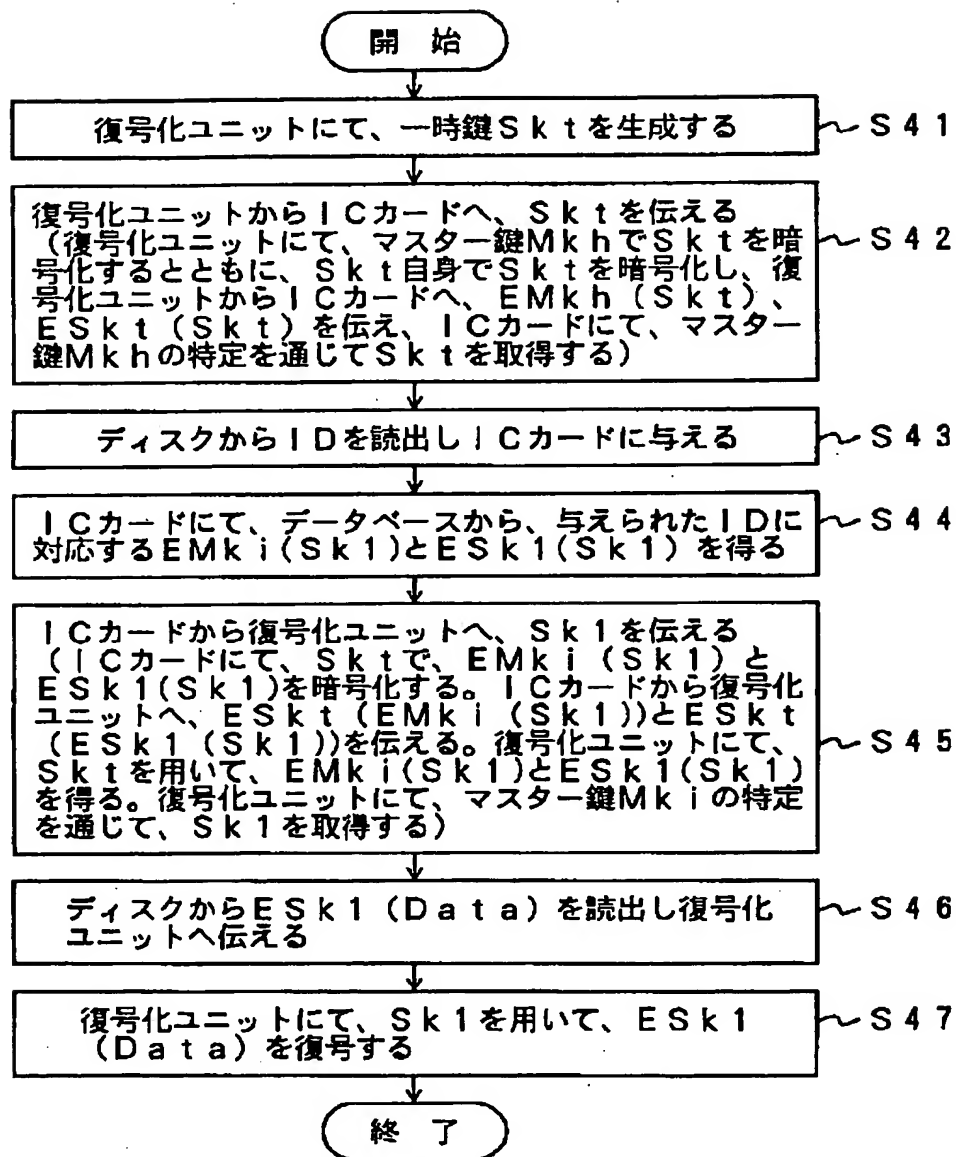 開 始
復号化ユニットにて、一時鍵Sktを生成する
S41
復号化ユニットからICカードへ、Sktを伝える
(復号化ユニットにて、マスター鍵MkhでSktを暗
号化するとともに、Skt自身でSktを暗号化し、復
号化ユニットからICカードへ、EMkh(Skt)、
ESkt(Skt)を伝え、ICカードにて、マスター
鍵Mkhの特定を通じてSktを取得する)
S42
ディスクからIDを読出しICカードに与える
S43
ICカードにて、データベースから、与えられたIDに
対応するEMki(Sk1)とESk1(Sk1)を得る
S44
ICカードから復号化ユニットへ、Sk1を伝える
(ICカードにて、Sktで、EMki(Sk1)と
ESk1(Sk1)を暗号化する。ICカードから復号化
ユニットへ、ESkt(EMki(Sk1))とESkt
(ESk1(Sk1))を伝える。復号化ユニットにて、
Sktを用いて、EMki(Sk1)とESk1(Sk1)
を得る。復号化ユニットにて、マスター鍵Mkiの特定
を通じて、Sk1を取得する)
S45
ディスクからESk1(Data)を読出し復号化
ユニットへ伝える
S46
復号化ユニットにて、Sk1を用いて、ESk1
(Data)を復号する
S47
終 了